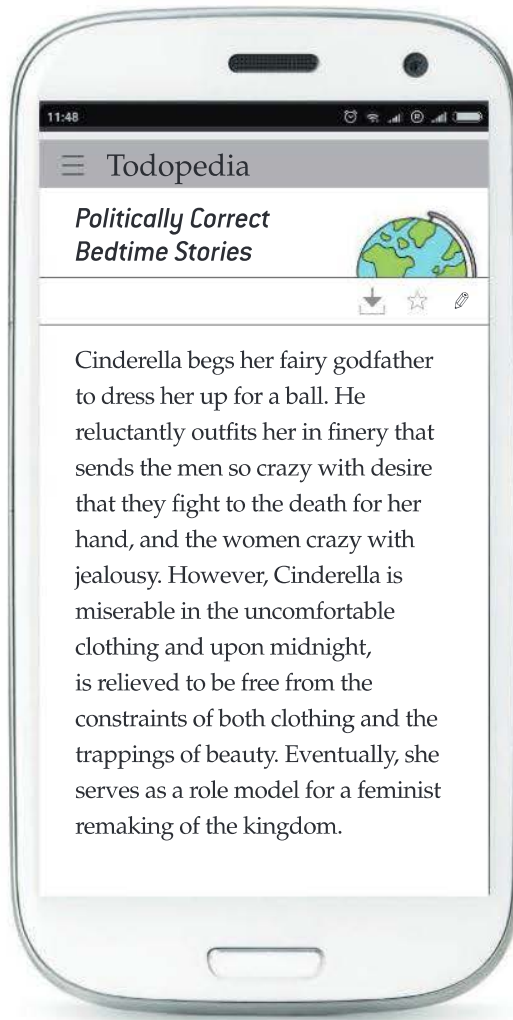 11:48
Todopedia
Politically Correct
Bedtime Stories
Cinderella begs her fairy godfather
to dress her up for a ball. He
reluctantly outfits her in finery that
sends the men so crazy with desire
that they fight to the death for her
hand, and the women crazy with
jealousy. However, Cinderella is
miserable in the uncomfortable
clothing and upon midnight,
is relieved to be free from the
constraints of both clothing and the
trappings of beauty. Eventually, she
serves as a role model for a feminist
remaking of the kingdom.